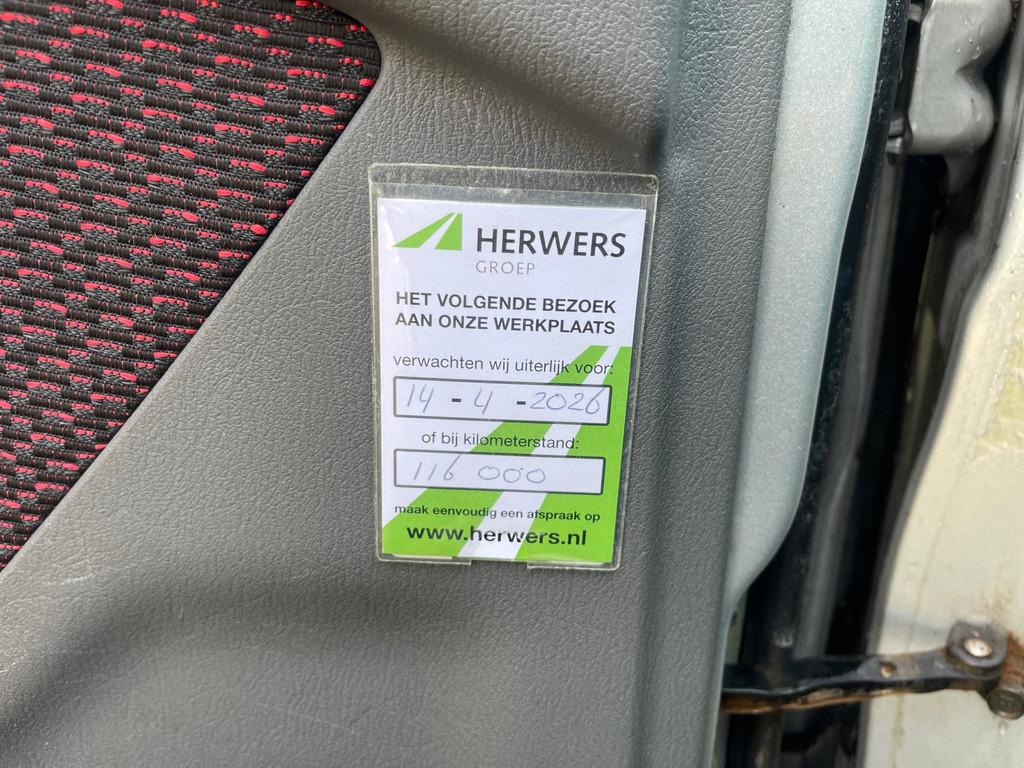 HERWERS
GROEP
HET VOLGENDE BEZOEK
AAN ONZE WERKPLAATS
verwachten wij uiterlijk voor:
14 - 4 - 2026
of bij kilometerstand:
116 000
maak eenvoudig een afspraak op
www.herwers.nl